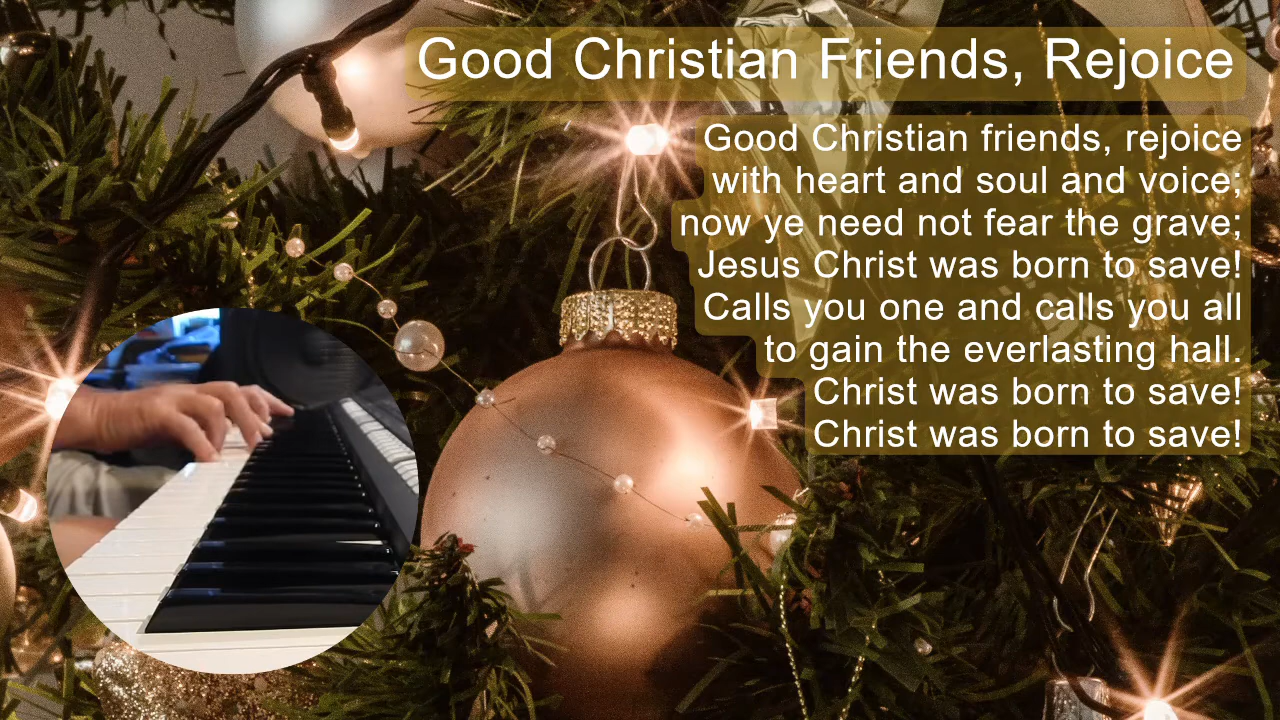 Good Christian Friends, Rejoice
Good Christian friends, rejoice
with heart and soul and voice;
now ye need not fear the grave;
Jesus Christ was born to save!
Calls you one and calls you all
to gain the everlasting hall.
Christ was born to save!
Christ was born to save!